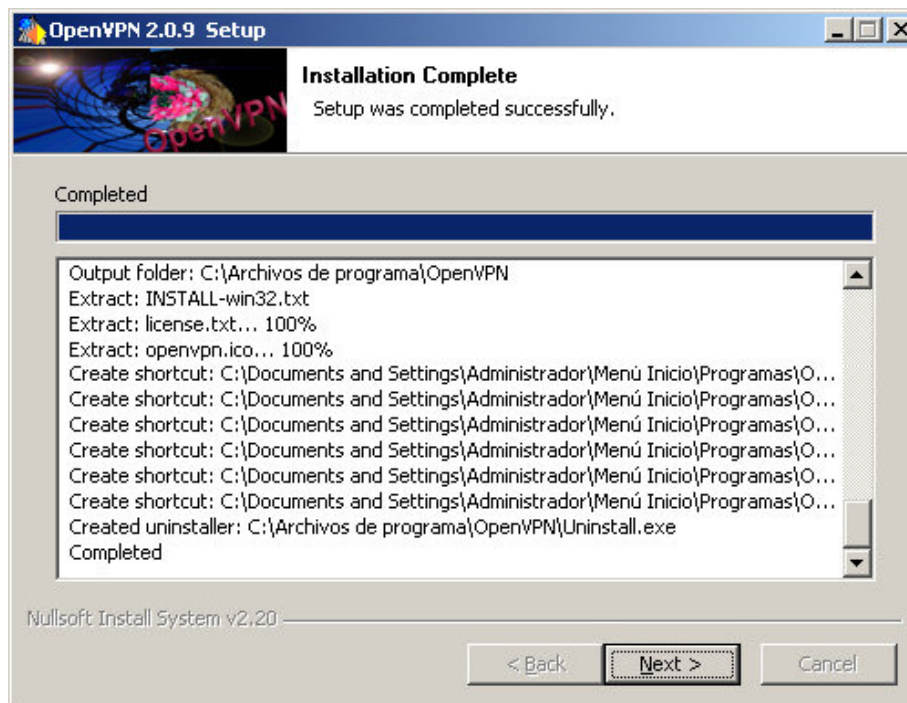 OpenVPN 2.0.9 Setup
OpenVPN
Installation Complete
Setup was completed successfully.
Completed
Output folder: C:\Archivos de programa\OpenVPN
Extract: INSTALL-win32.txt
Extract: license.txt... 100%
Extract: openvpn.ico... 100%
Create shortcut: C:\Documents and Settings\Administrador\Menú Inicio\Programas\O...
Create shortcut: C:\Documents and Settings\Administrador\Menú Inicio\Programas\O...
Create shortcut: C:\Documents and Settings\Administrador\Menú Inicio\Programas\O...
Create shortcut: C:\Documents and Settings\Administrador\Menú Inicio\Programas\O...
Create shortcut: C:\Documents and Settings\Administrador\Menú Inicio\Programas\O...
Create shortcut: C:\Documents and Settings\Administrador\Menú Inicio\Programas\O...
Created uninstaller: C:\Archivos de programa\OpenVPN\Uninstall.exe
Completed
Nullsoft Install System v2.20
< Back
Next >
Cancel